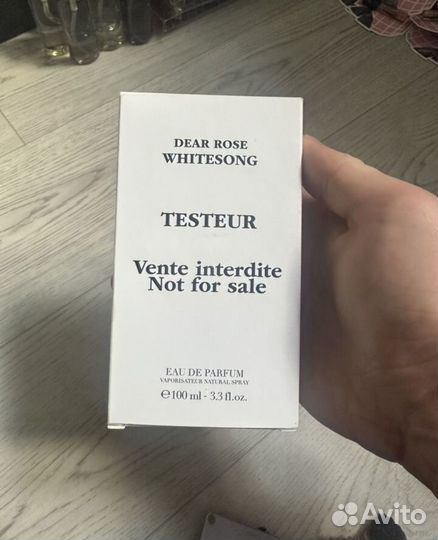 DEAR ROSE
WHITESONG
TESTEUR
Vente interdite
Not for sale
EAU DE PARFUM
VAPORISATEUR NATURAL SPRAY
℮100 ml - 3.3 fl.oz.
Avito